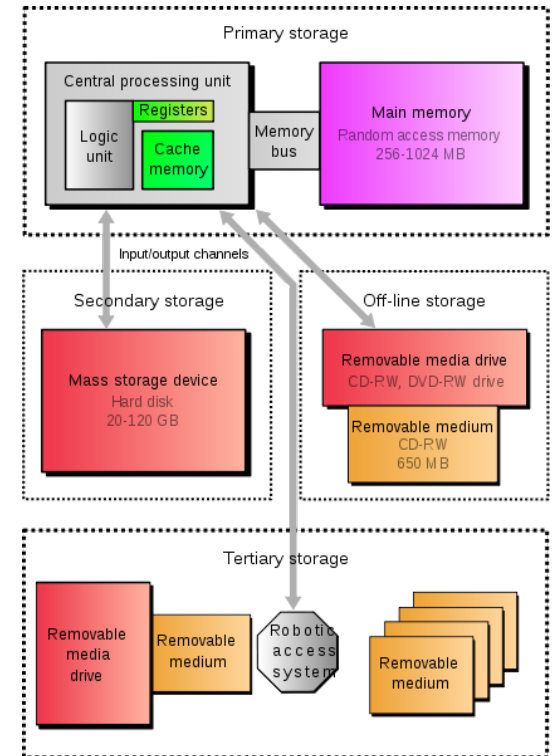 Primary storage
Central processing unit
Registers
Logic
unit
Cache
memory
Memory
bus
Main memory
Random access memory
256-1024 MB
Input/output channels
Secondary storage
Mass storage device
Hard disk
20-120 GB
Off-line storage
Removable media drive
CD-RW, DVD-RW drive
Removable medium
CD-RW
650 MB
Tertiary storage
Removable
media
drive
Removable
medium
Robotic
access
system
Removable
medium